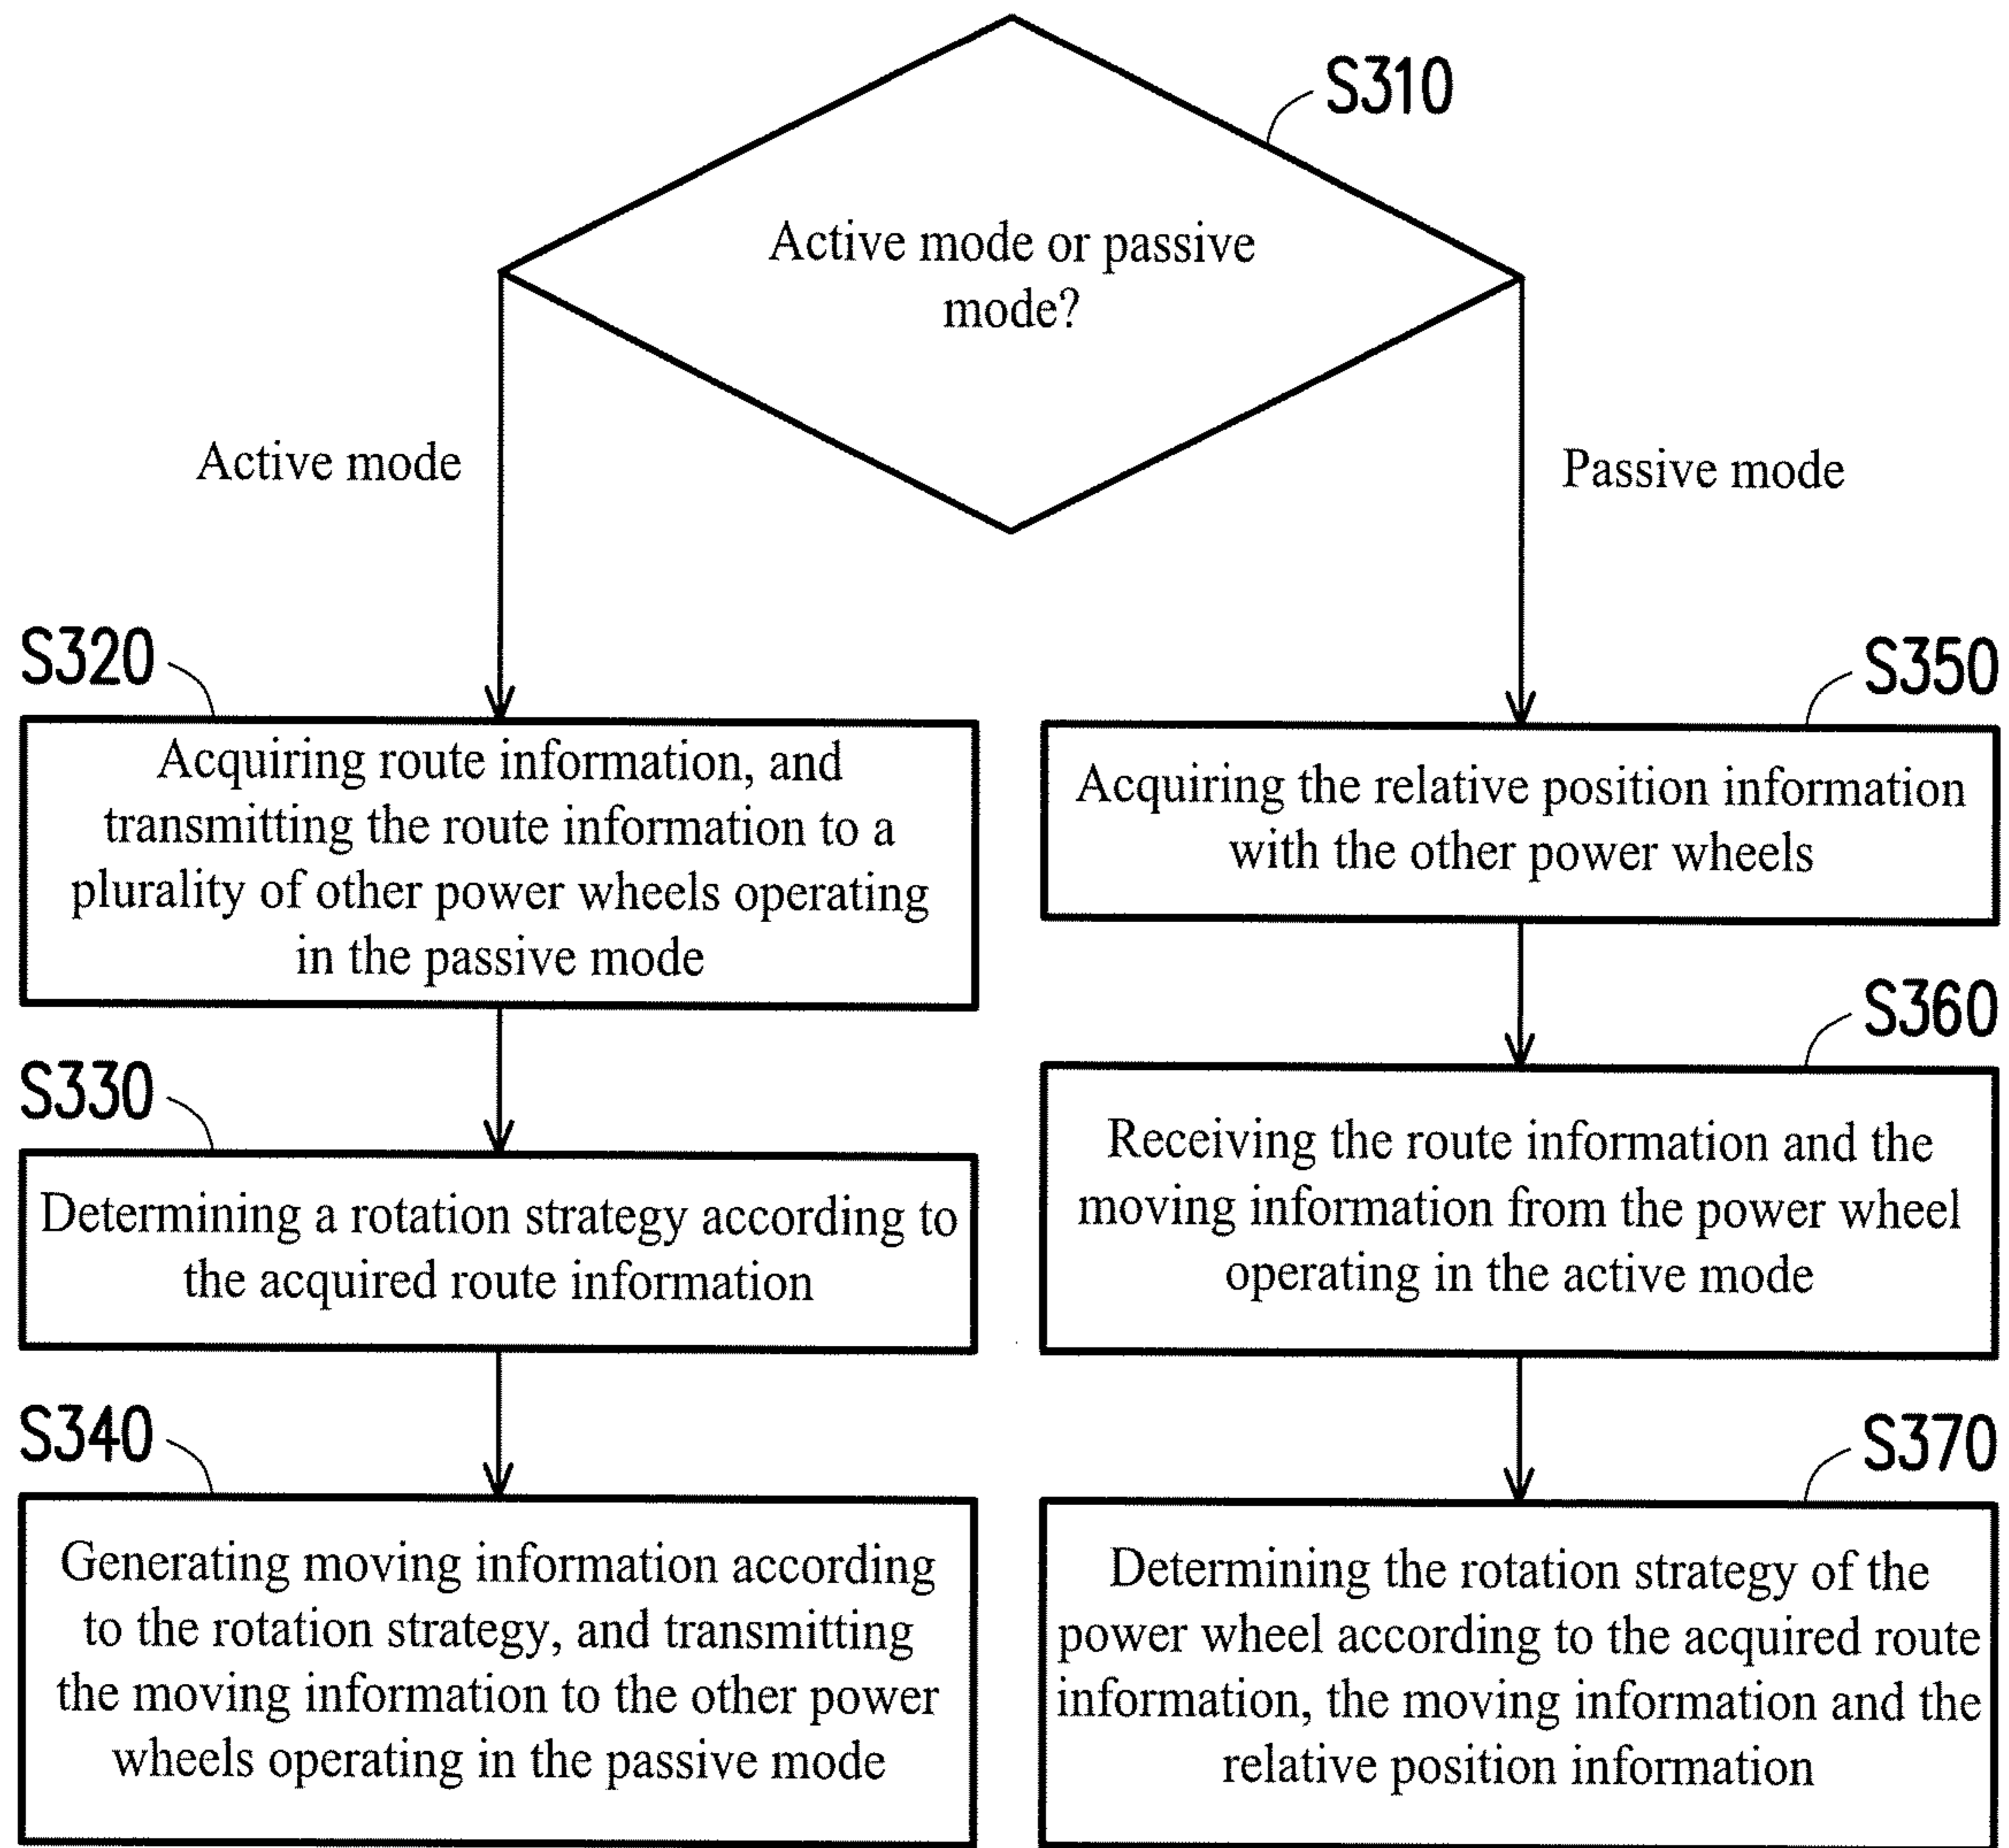 S310
Active mode or passive
mode?
Active mode
Passive mode
S320
Acquiring route information, and
transmitting the route information to a
plurality of other power wheels operating
in the passive mode
S330
Determining a rotation strategy according to
the acquired route information
S340
Generating moving information according
to the rotation strategy, and transmitting
the moving information to the other power
wheels operating in the passive mode
S350
Acquiring the relative position information
with the other power wheels
S360
Receiving the route information and the
moving information from the power wheel
operating in the active mode
S370
Determining the rotation strategy of the
power wheel according to the acquired route
information, the moving information and the
relative position information